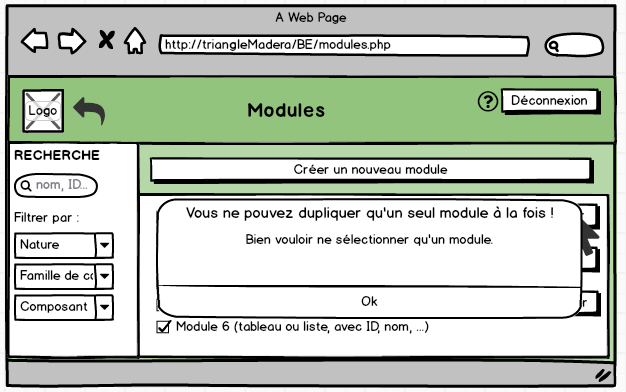 A Web Page
http://triangleMadera/BE/modules.php
Logo
Modules
?
Déconnexion
RECHERCHE
nom, ID...
Filtrer par :
Nature
Famille de c
Composant
Créer un nouveau module
Vous ne pouvez dupliquer qu'un seul module à la fois !
Bien vouloir ne sélectionner qu'un module.
Ok
r
Module 6 (tableau ou liste, avec ID, nom, ...)